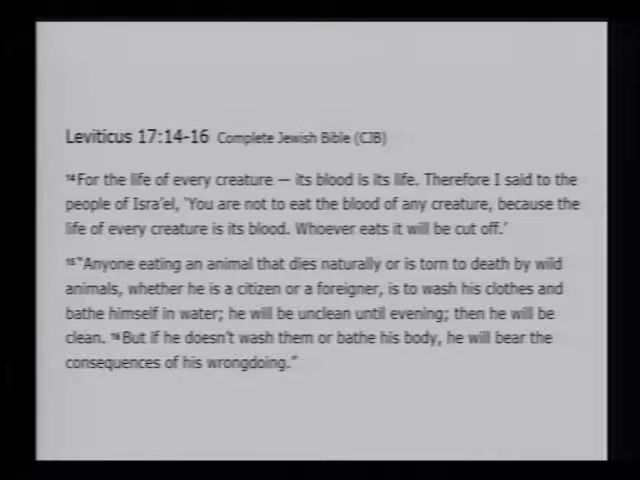 Leviticus 17:14-16 Complete Jewish Bible (CJB)
14 For the life of every creature — its blood is its life. Therefore I said to the
people of Isra'el, 'You are not to eat the blood of any creature, because the
life of every creature is its blood. Whoever eats it will be cut off.'
15 "Anyone eating an animal that dies naturally or is torn to death by wild
animals, whether he is a citizen or a foreigner, is to wash his clothes and
bathe himself in water; he will be unclean until evening; then he will be
clean. 16 But if he doesn't wash them or bathe his body, he will bear the
consequences of his wrongdoing."